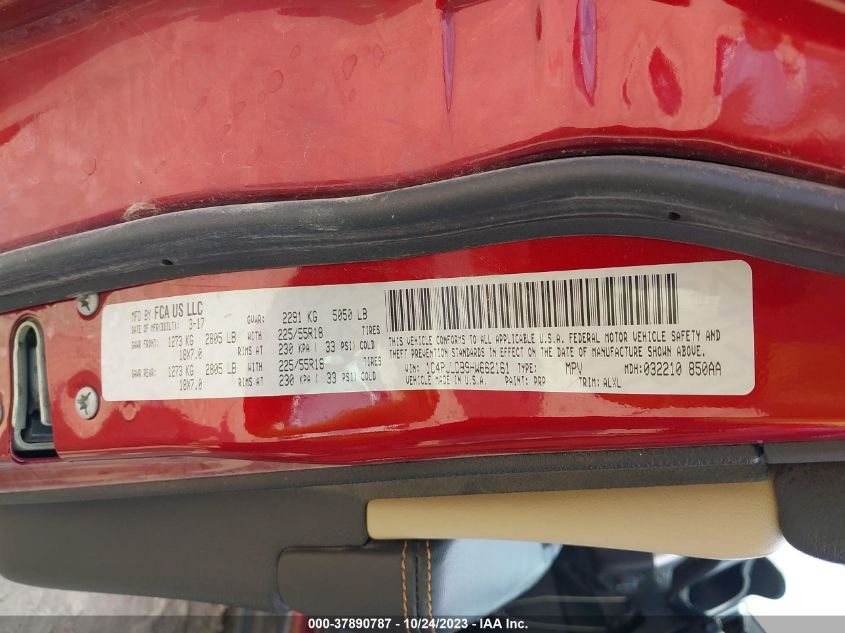 MFD BY FCA US LLC
DATE OF MFR(BUILT): 3-17 GVWR: 2291 KG 5050 LB
GAWR FRONT: 1273 KG 2805 LB WITH 225/55R18 TIRES
18X7.0 RIMS AT 230 KPA ( 33 PSI) COLD
GAWR REAR: 1273 KG 2805 LB WITH 225/55R18 TIRES
18X7.0 RIMS AT 230 KPA ( 33 PSI) COLD
THIS VEHICLE CONFORMS TO ALL APPLICABLE U.S.A. FEDERAL MOTOR VEHICLE SAFETY AND
THEFT PREVENTION STANDARDS IN EFFECT ON THE DATE OF MANUFACTURE SHOWN ABOVE.
VIN: TYPE: MPV MDH: 032210 850AA
VEHICLE MADE IN U.S.A. PAINT: PRP TRIM: ALXL
000-37890787 - 10/24/2023 - IAA Inc.